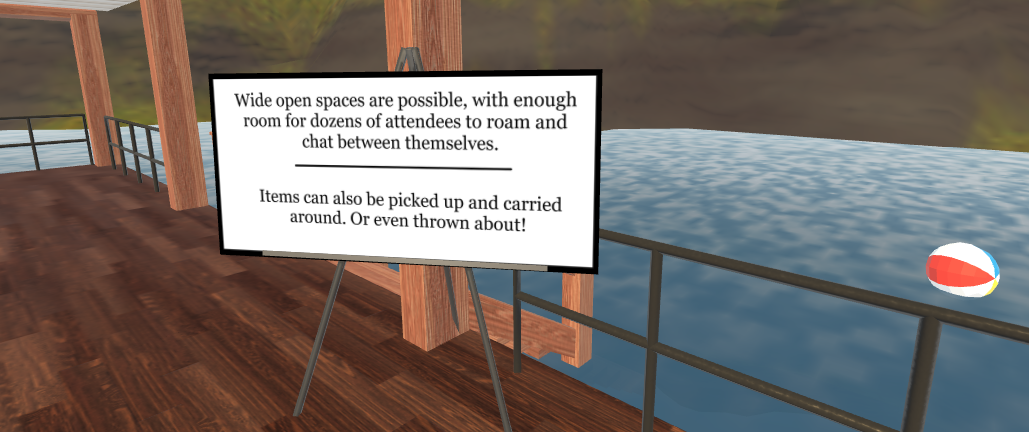 Wide open spaces are possible, with enough
room for dozens of attendees to roam and
chat between themselves.
Items can also be picked up and carried
around. Or even thrown about!